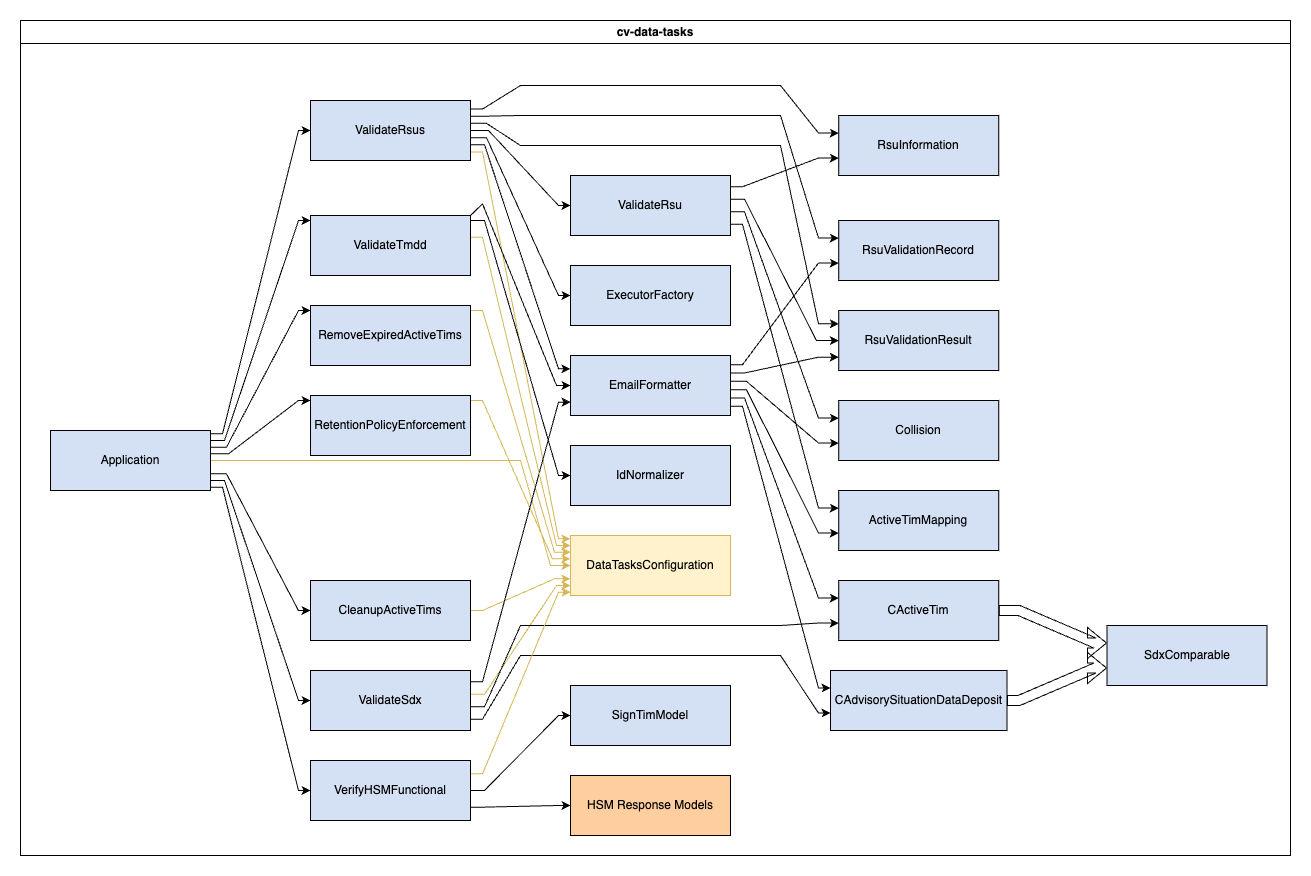 cv-data-tasks
ValidateRsus
RsuInformation
ValidateRsu
ValidateTmdd
RsuValidationRecord
ExecutorFactory
RemoveExpiredActiveTims
RsuValidationResult
EmailFormatter
RetentionPolicyEnforcement
Collision
Application
IdNormalizer
ActiveTimMapping
DataTasksConfiguration
CleanupActiveTims
CActiveTim
SdxComparable
ValidateSdx
CAdvisorySituationDataDeposit
SignTimModel
VerifyHSMFunctional
HSM Response Models